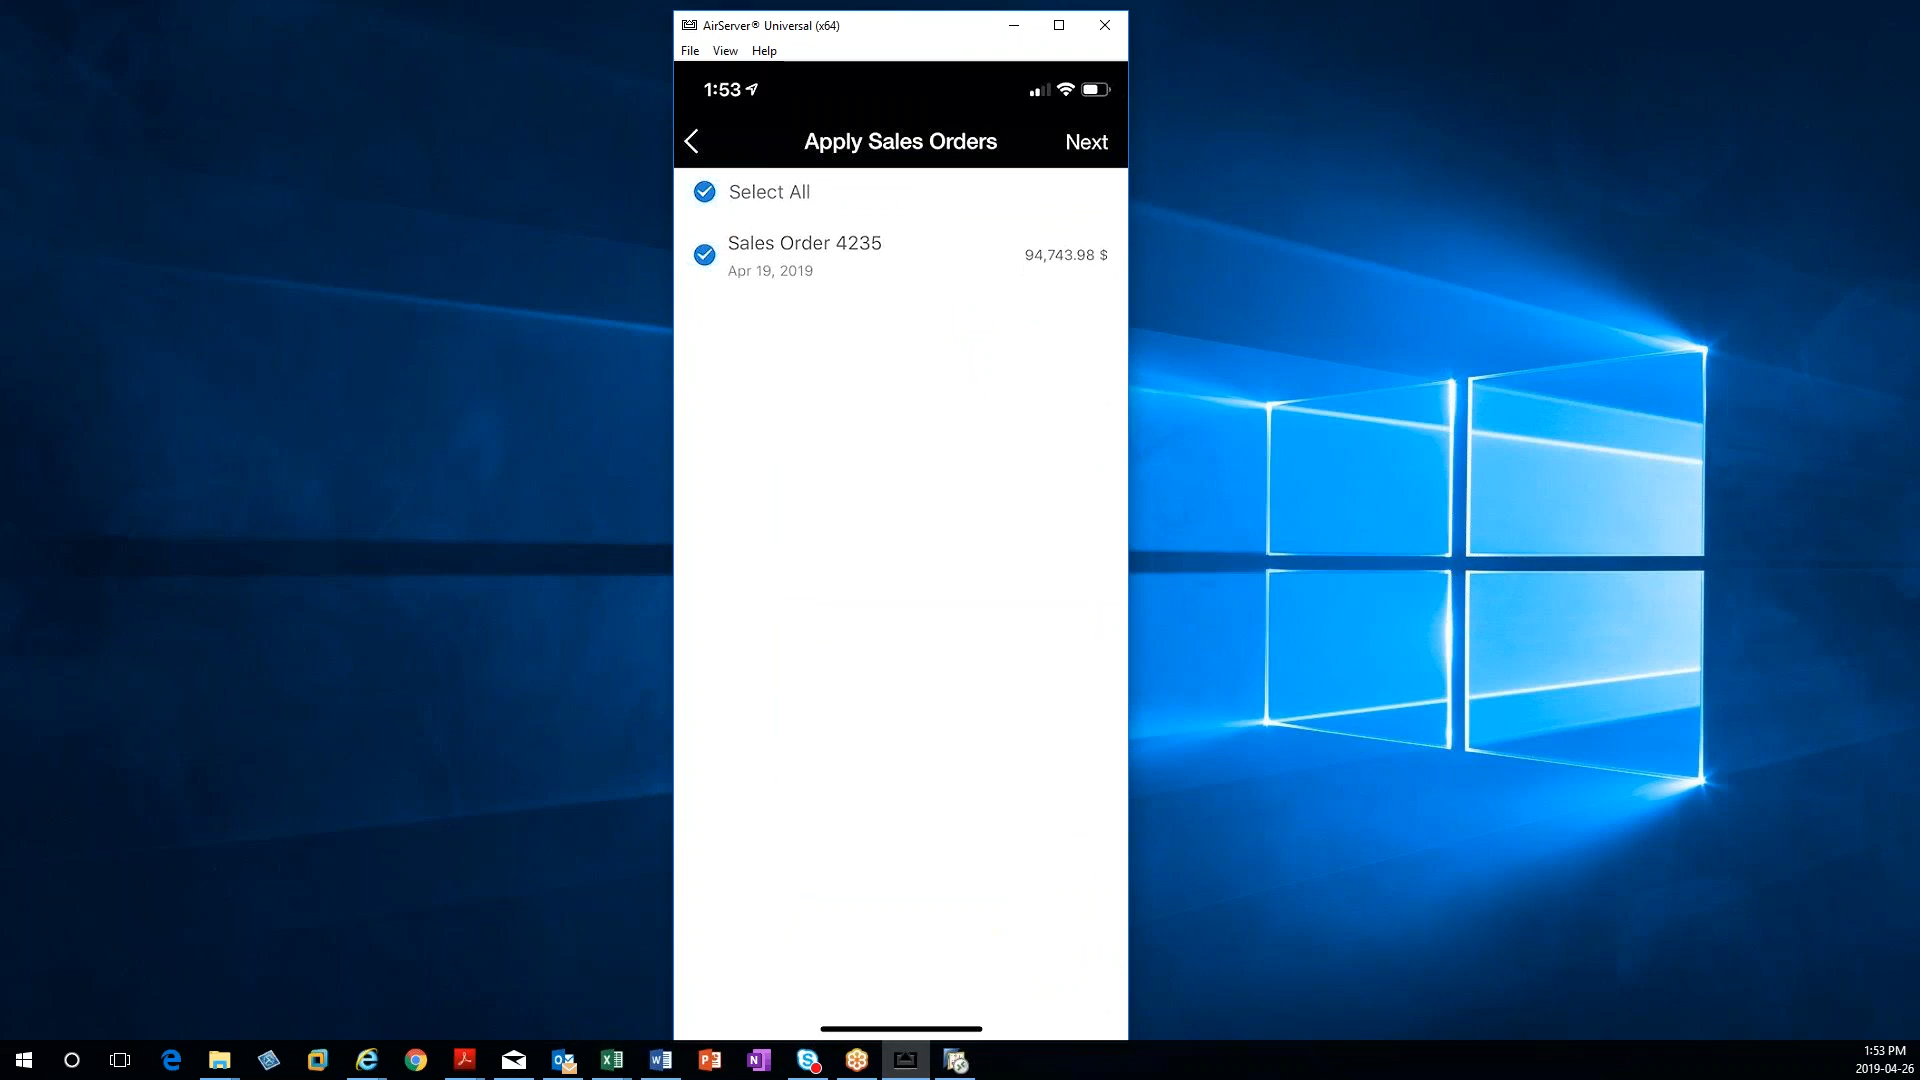 AirServer® Universal (x64)
File View Help
1:53
Apply Sales Orders
Next
Select All
Sales Order 4235
94,743.98 $
Apr 19, 2019
1:53 PM
2019-04-26